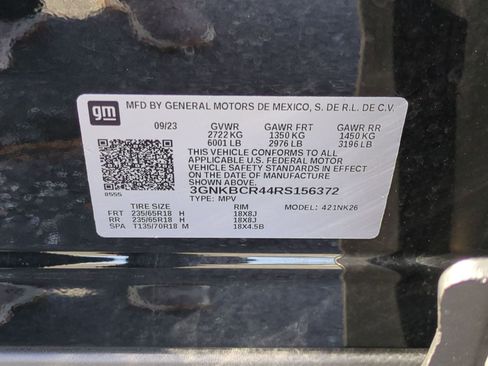 gm
MFD BY GENERAL MOTORS DE MEXICO, S. DE R.L. DE C.V.
09/23 GVWR GAWR FRT GAWR RR
2722 KG 1350 KG 1450 KG
6001 LB 2976 LB 3196 LB
THIS VEHICLE CONFORMS TO ALL
APPLICABLE U.S. FEDERAL MOTOR
VEHICLE SAFETY STANDARDS IN EFFECT ON
THE DATE OF MANUFACTURE
SHOWN ABOVE.
3GNKBCR44RS156372
8555 TYPE: MPV
TIRE SIZE RIM MODEL: 421NK26
FRT 235/65R18 H 18X8J
RR 235/65R18 H 18X8J
SPA T135/70R18 M 18X4.5B